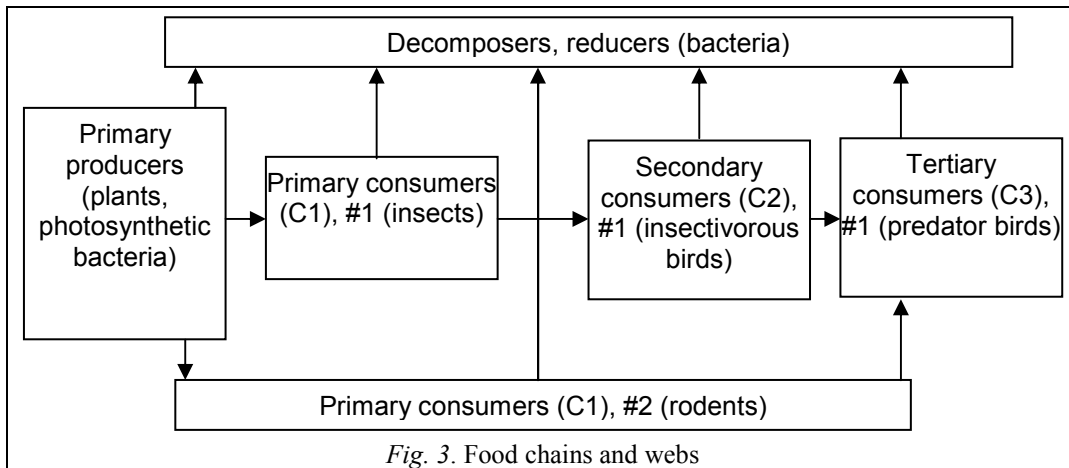 Decomposers, reducers (bacteria)
Primary
producers
(plants,
photosynthetic
bacteria)
Primary consumers
(C1), #1 (insects)
Secondary
consumers (C2),
#1 (insectivorous
birds)
Tertiary
consumers (C3),
#1 (predator birds)
Primary consumers (C1), #2 (rodents)
Fig. 3. Food chains and webs